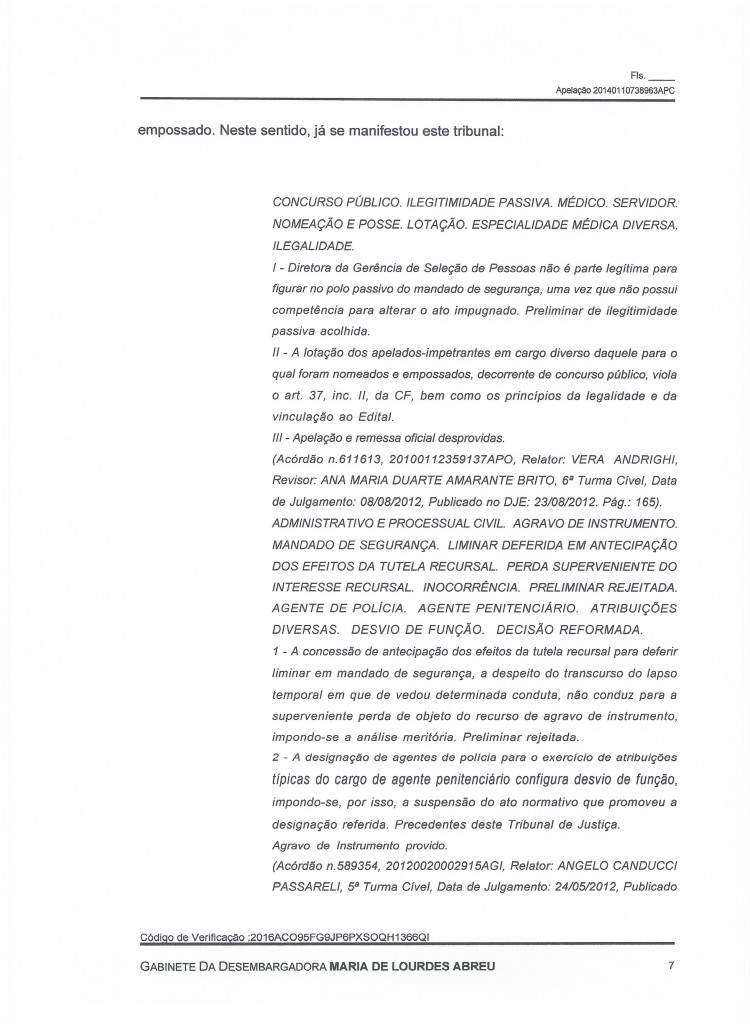 Fls. _____
Apelação 20140110738963APC
empossado. Neste sentido, já se manifestou este tribunal:
CONCURSO PÚBLICO. ILEGITIMIDADE PASSIVA. MÉDICO. SERVIDOR.
NOMEAÇÃO E POSSE. LOTAÇÃO. ESPECIALIDADE MÉDICA DIVERSA.
ILEGALIDADE.
I - Diretora da Gerência de Seleção de Pessoas não é parte legítima para
figurar no polo passivo do mandado de segurança, uma vez que não possui
competência para alterar o ato impugnado. Preliminar de ilegitimidade
passiva acolhida.
II - A lotação dos apelados-impetrantes em cargo diverso daquele para o
qual foram nomeados e empossados, decorrente de concurso público, viola
o art. 37, inc. II, da CF, bem como os princípios da legalidade e da
vinculação ao Edital.
III - Apelação e remessa oficial desprovidas.
(Acórdão n.611613, 20100112359137APO, Relator: VERA ANDRIGHI,
Revisor: ANA MARIA DUARTE AMARANTE BRITO, 6ª Turma Cível, Data
de Julgamento: 08/08/2012, Publicado no DJE: 23/08/2012. Pág.: 165).
ADMINISTRATIVO E PROCESSUAL CIVIL. AGRAVO DE INSTRUMENTO.
MANDADO DE SEGURANÇA. LIMINAR DEFERIDA EM ANTECIPAÇÃO
DOS EFEITOS DA TUTELA RECURSAL. PERDA SUPERVENIENTE DO
INTERESSE RECURSAL. INOCORRÊNCIA. PRELIMINAR REJEITADA.
AGENTE DE POLÍCIA. AGENTE PENITENCIÁRIO. ATRIBUIÇÕES
DIVERSAS. DESVIO DE FUNÇÃO. DECISÃO REFORMADA.
1 - A concessão de antecipação dos efeitos da tutela recursal para deferir
liminar em mandado de segurança, a despeito do transcurso do lapso
temporal em que de vedou determinada conduta, não conduz para a
superveniente perda de objeto do recurso de agravo de instrumento,
impondo-se a análise meritória. Preliminar rejeitada.
2 - A designação de agentes de polícia para o exercício de atribuições
típicas do cargo de agente penitenciário configura desvio de função,
impondo-se, por isso, a suspensão do ato normativo que promoveu a
designação referida. Precedentes deste Tribunal de Justiça.
Agravo de Instrumento provido.
(Acórdão n.589354, 20120020002915AGI, Relator: ANGELO CANDUCCI
PASSARELI, 5ª Turma Cível, Data de Julgamento: 24/05/2012, Publicado
Código de Verificação :2016ACO95FG9JP6PXSOQH1366QI
GABINETE DA DESEMBARGADORA MARIA DE LOURDES ABREU 7